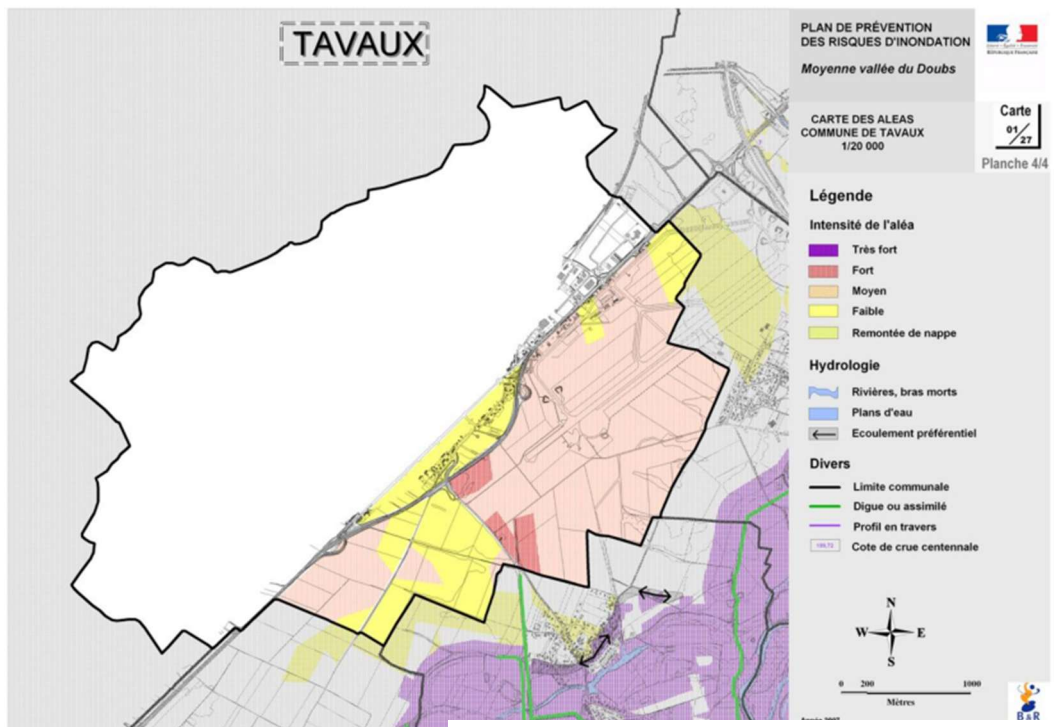 TAVAUX
PLAN DE PRÉVENTION
DES RISQUES D'INONDATION
Moyenne vallée du Doubs
RÉPUBLIQUE FRANÇAISE
CARTE DES ALEAS
COMMUNE DE TAVAUX
1/20 000
Carte
01/27
Planche 4/4
Légende
Intensité de l'aléa
Très fort
Fort
Moyen
Faible
Remontée de nappe
Hydrologie
Rivières, bras morts
Plans d'eau
Ecoulement préférentiel
Divers
Limite communale
Digue ou assimilé
Profil en travers
Cote de crue centennale
N
W
E
S
0 200 1000
Mètres
B&R